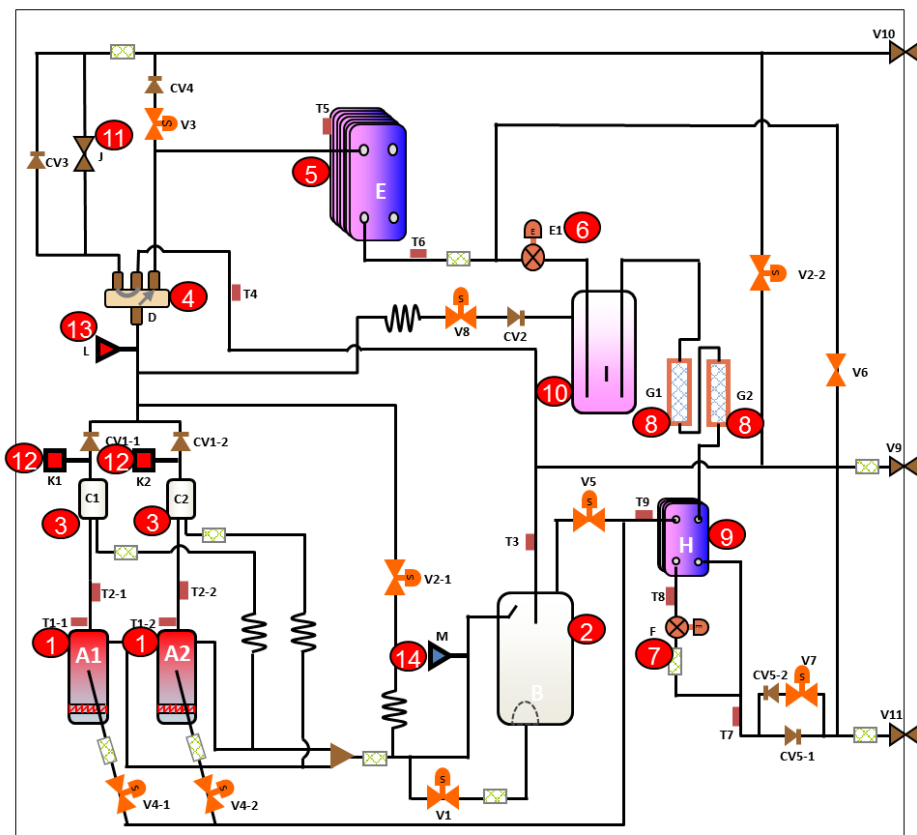 V10
CV4
T5
S
V3
11
J
CV3
5
E
E
E1
6
T6
V2-2
S
4
T4
D
13
L
S
V8
CV2
I
10
G1
G2
8
8
V6
12
CV1-1
12
CV1-2
K1
K2
C1
C2
3
3
V9
V5
S
T9
H
9
T3
T2-1
T2-2
S
V2-1
T8
T1-1
T1-2
1
1
A1
A2
M
14
2
B
F
E
7
V7
S
CV5-2
V11
T7
CV5-1
S
V4-1
S
V4-2
S
V1